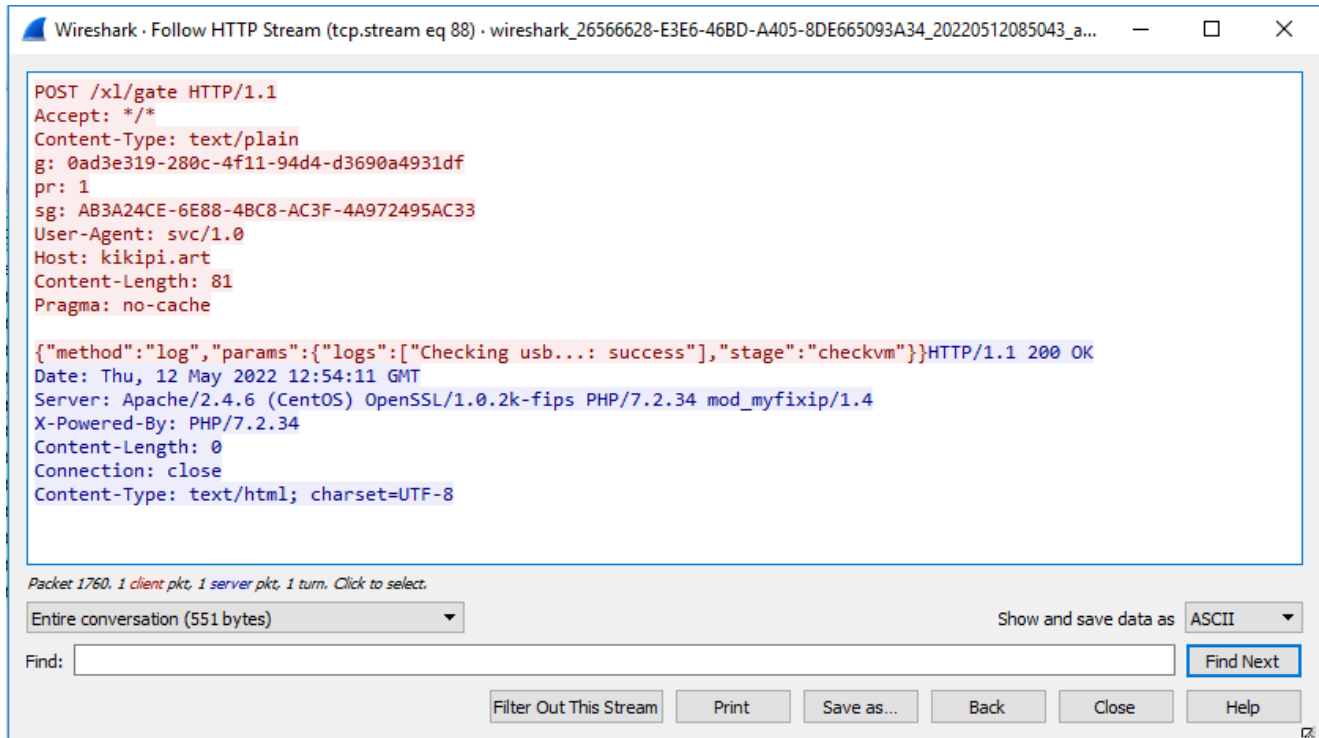 Wireshark · Follow HTTP Stream (tcp.stream eq 88) · wireshark_26566628-E3E6-46BD-A405-8DE665093A34_20220512085043_a...
POST /xl/gate HTTP/1.1
Accept: */*
Content-Type: text/plain
g: 0ad3e319-280c-4f11-94d4-d3690a4931df
pr: 1
sg: AB3A24CE-6E88-4BC8-AC3F-4A972495AC33
User-Agent: svc/1.0
Host: kikipi.art
Content-Length: 81
Pragma: no-cache
{"method":"log","params":{"logs":["Checking usb...: success"],"stage":"checkvm"}}HTTP/1.1 200 OK
Date: Thu, 12 May 2022 12:54:11 GMT
Server: Apache/2.4.6 (CentOS) OpenSSL/1.0.2k-fips PHP/7.2.34 mod_myfixip/1.4
X-Powered-By: PHP/7.2.34
Content-Length: 0
Connection: close
Content-Type: text/html; charset=UTF-8
Packet 1760. 1 client pkt, 1 server pkt, 1 turn. Click to select.
Entire conversation (551 bytes) Show and save data as ASCII
Find: Find Next
Filter Out This Stream Print Save as... Back Close Help